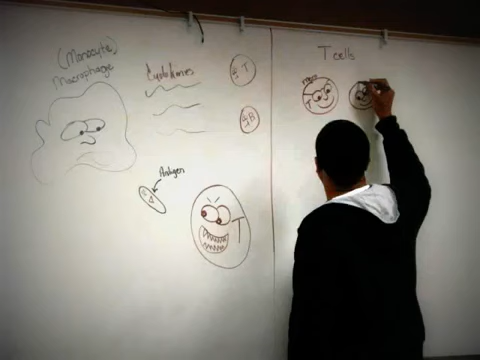 (Monocyte)
Macrophage
Cytokines
T
B
Antigen
T
T cells